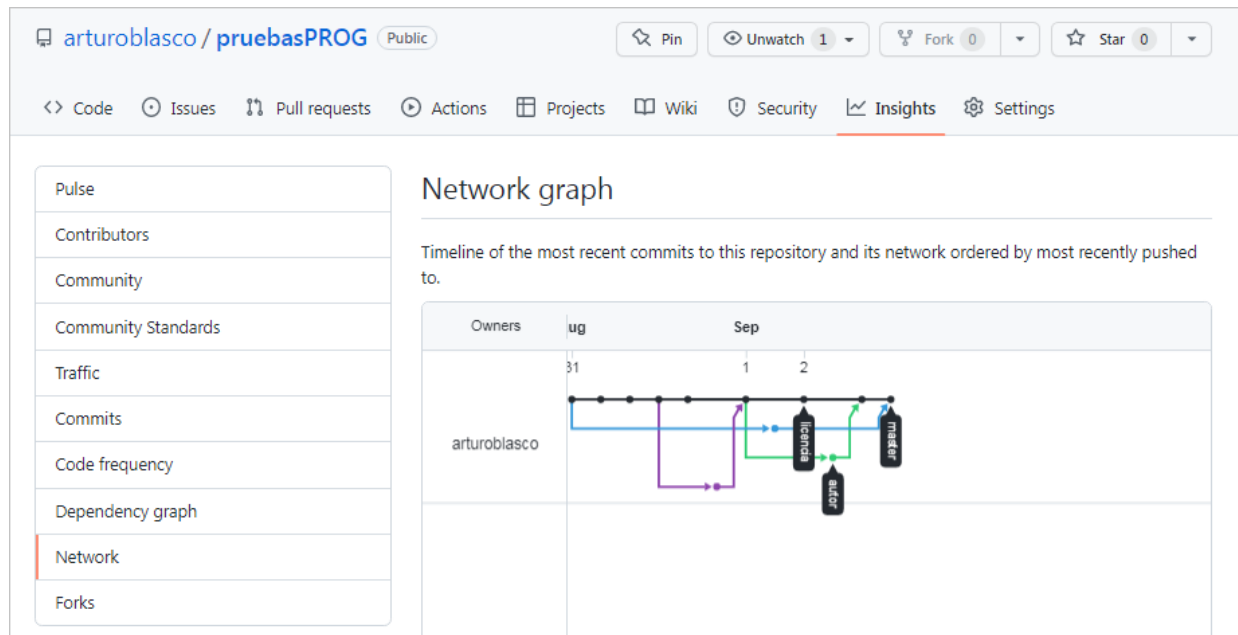 arturoblasco / pruebasPROG Public Pin Unwatch 1 Fork 0 Star 0
Code Issues Pull requests Actions Projects Wiki Security Insights Settings
Pulse
Contributors
Community
Community Standards
Traffic
Commits
Code frequency
Dependency graph
Network
Forks
Network graph
Timeline of the most recent commits to this repository and its network ordered by most recently pushed
to.
Owners ug Sep
31 1 2
arturoblasco
licencia
master
autor